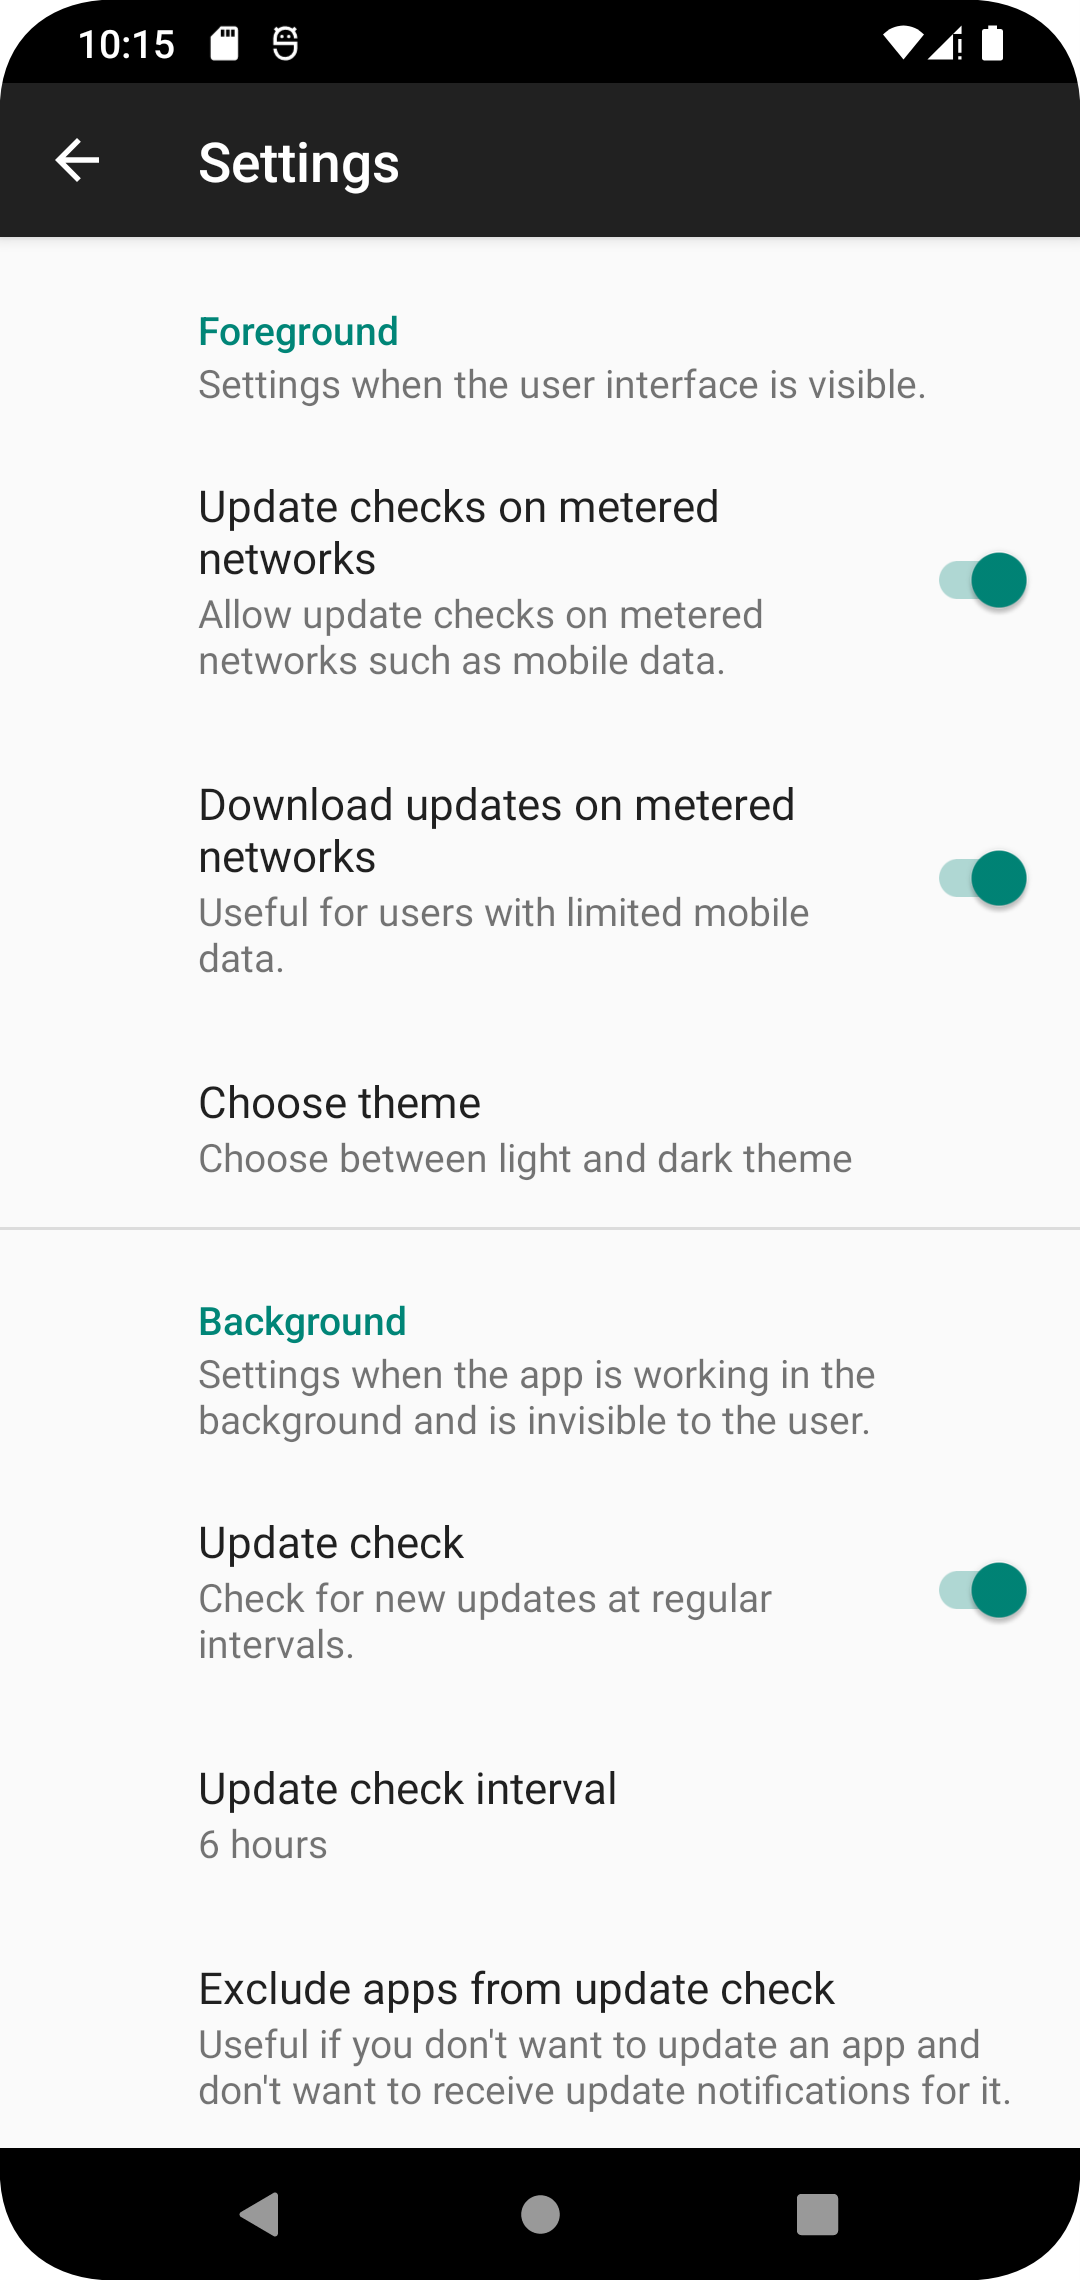 10:15
Settings
Foreground
Settings when the user interface is visible.
Update checks on metered
networks
Allow update checks on metered
networks such as mobile data.
Download updates on metered
networks
Useful for users with limited mobile
data.
Choose theme
Choose between light and dark theme
Background
Settings when the app is working in the
background and is invisible to the user.
Update check
Check for new updates at regular
intervals.
Update check interval
6 hours
Exclude apps from update check
Useful if you don't want to update an app and
don't want to receive update notifications for it.